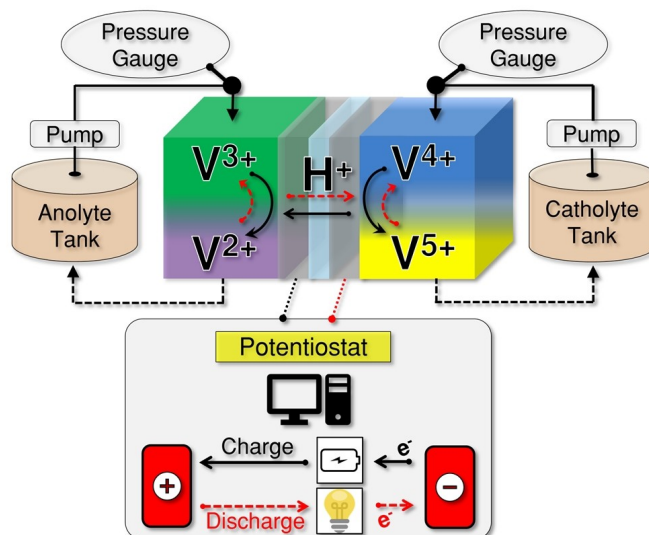 Pressure
Gauge
Pressure
Gauge
Pump
Pump
V3+
H+
V4+
Anolyte
Tank
Catholyte
Tank
V2+
V5+
Potentiostat
Charge
e-
+
−
Discharge
e-